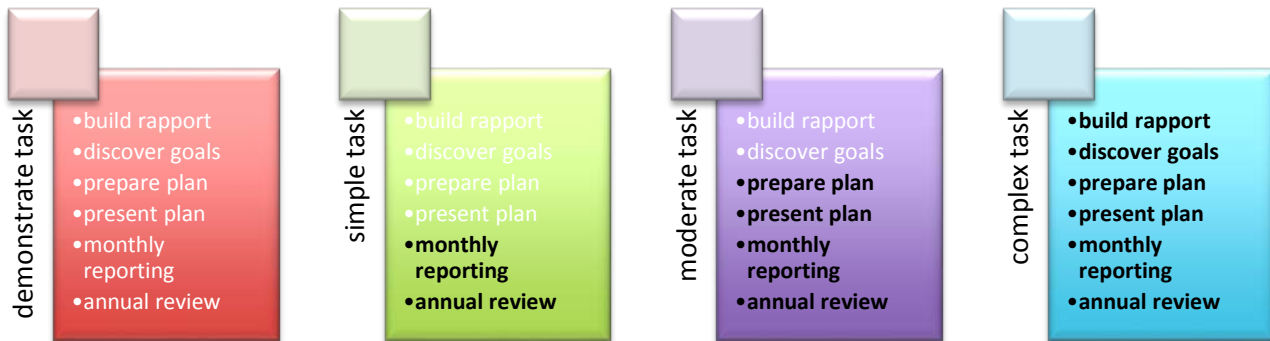 demonstrate task
•build rapport
•discover goals
•prepare plan
•present plan
•monthly
reporting
•annual review
simple task
•build rapport
•discover goals
•prepare plan
•present plan
•monthly
reporting
•annual review
moderate task
•build rapport
•discover goals
•prepare plan
•present plan
•monthly
reporting
•annual review
complex task
•build rapport
•discover goals
•prepare plan
•present plan
•monthly
reporting
•annual review